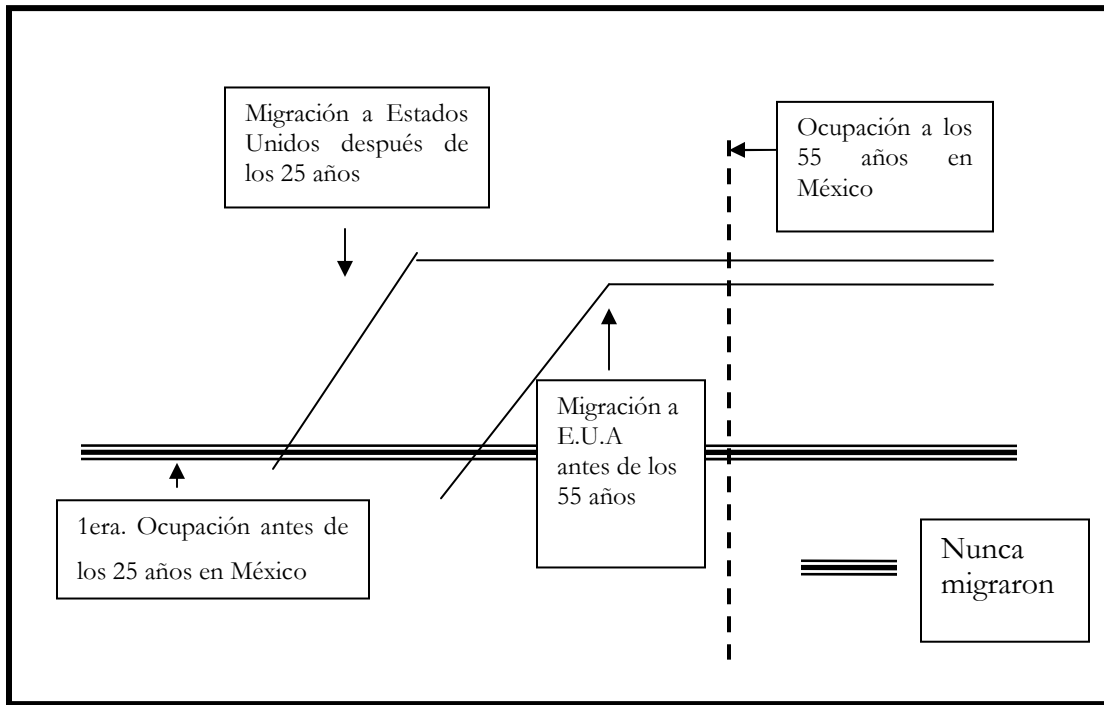 Migración a Estados
Unidos después de
los 25 años
Ocupación a los
55 años en
México
Migración a
E.U.A
antes de los
55 años
1era. Ocupación antes de
los 25 años en México
Nunca
migraron